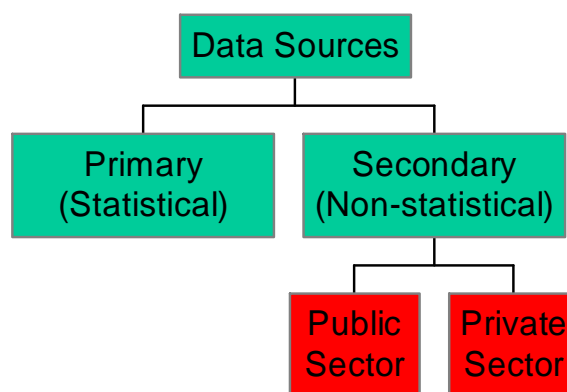 Data Sources
Primary
(Statistical)
Secondary
(Non-statistical)
Public
Sector
Private
Sector